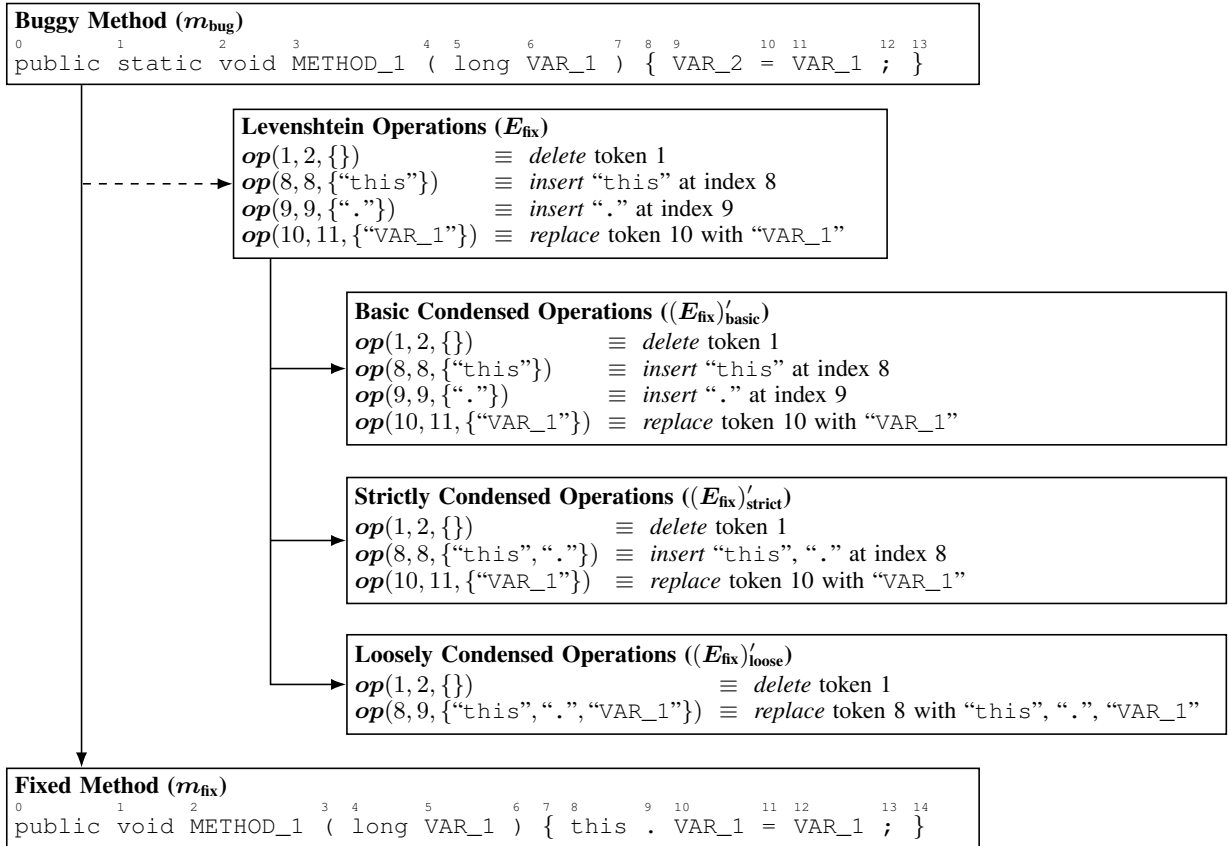 Buggy Method (m_bug)
0 1 2 3 4 5 6 7 8 9 10 11 12 13
public static void METHOD_1 ( long VAR_1 ) { VAR_2 = VAR_1 ; }
Levenshtein Operations (E_fix)
op(1, 2, {}) ≡ delete token 1
op(8, 8, {“this”}) ≡ insert “this” at index 8
op(9, 9, {“.”}) ≡ insert “.” at index 9
op(10, 11, {“VAR_1”}) ≡ replace token 10 with “VAR_1”
Basic Condensed Operations ((E_fix)′_basic)
op(1, 2, {}) ≡ delete token 1
op(8, 8, {“this”}) ≡ insert “this” at index 8
op(9, 9, {“.”}) ≡ insert “.” at index 9
op(10, 11, {“VAR_1”}) ≡ replace token 10 with “VAR_1”
Strictly Condensed Operations ((E_fix)′_strict)
op(1, 2, {}) ≡ delete token 1
op(8, 8, {“this”, “.”}) ≡ insert “this”, “.” at index 8
op(10, 11, {“VAR_1”}) ≡ replace token 10 with “VAR_1”
Loosely Condensed Operations ((E_fix)′_loose)
op(1, 2, {}) ≡ delete token 1
op(8, 9, {“this”, “.”, “VAR_1”}) ≡ replace token 8 with “this”, “.”, “VAR_1”
Fixed Method (m_fix)
0 1 2 3 4 5 6 7 8 9 10 11 12 13 14
public void METHOD_1 ( long VAR_1 ) { this . VAR_1 = VAR_1 ; }